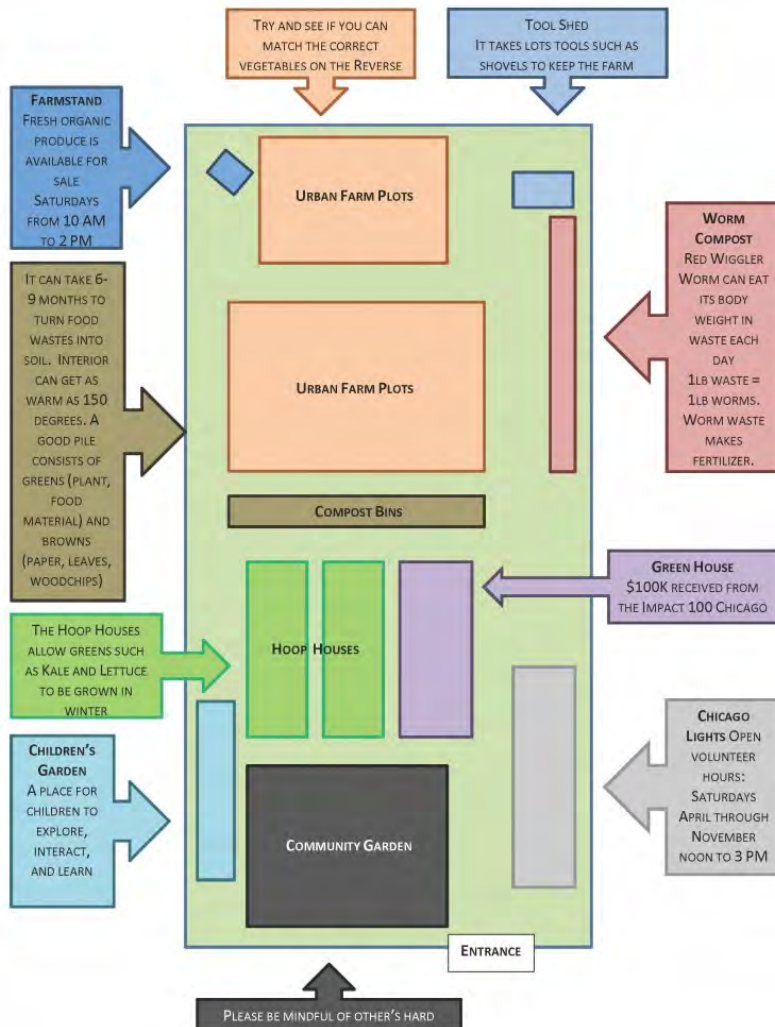 TRY AND SEE IF YOU CAN
MATCH THE CORRECT
VEGETABLES ON THE REVERSE
TOOL SHED
IT TAKES LOTS TOOLS SUCH AS
SHOVELS TO KEEP THE FARM
FARMSTAND
FRESH ORGANIC
PRODUCE IS
AVAILABLE FOR
SALE
SATURDAYS
FROM 10 AM
TO 2 PM
URBAN FARM PLOTS
WORM
COMPOST
RED WIGGLER
WORM CAN EAT
ITS BODY
WEIGHT IN
WASTE EACH
DAY
1LB WASTE =
1LB WORMS.
WORM WASTE
MAKES
FERTILIZER.
IT CAN TAKE 6-
9 MONTHS TO
TURN FOOD
WASTES INTO
SOIL. INTERIOR
CAN GET AS
WARM AS 150
DEGREES. A
GOOD PILE
CONSISTS OF
GREENS (PLANT,
FOOD
MATERIAL) AND
BROWNS
(PAPER, LEAVES,
WOODCHIPS)
URBAN FARM PLOTS
COMPOST BINS
GREEN HOUSE
$100K RECEIVED FROM
THE IMPACT 100 CHICAGO
THE HOOP HOUSES
ALLOW GREENS SUCH
AS KALE AND LETTUCE
TO BE GROWN IN
WINTER
HOOP HOUSES
CHILDREN'S
GARDEN
A PLACE FOR
CHILDREN TO
EXPLORE,
INTERACT,
AND LEARN
COMMUNITY GARDEN
CHICAGO
LIGHTS OPEN
VOLUNTEER
HOURS:
SATURDAYS
APRIL THROUGH
NOVEMBER
NOON TO 3 PM
ENTRANCE
PLEASE BE MINDFUL OF OTHER'S HARD